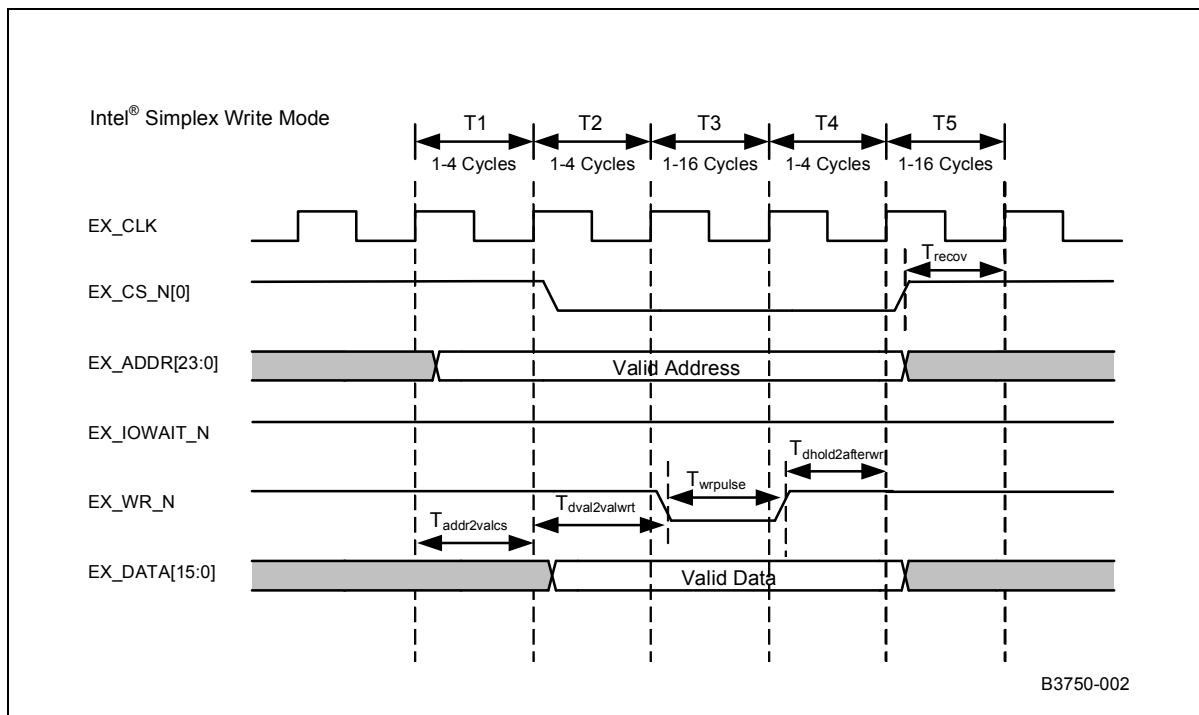 Intel® Simplex Write Mode
T1 T2 T3 T4 T5
1-4 Cycles 1-4 Cycles 1-16 Cycles 1-4 Cycles 1-16 Cycles
EX_CLK
Trecov
EX_CS_N[0]
EX_ADDR[23:0]
Valid Address
EX_IOWAIT_N
Tdhold2afterwr
Twrpulse
EX_WR_N
Tdval2valwrt
Taddr2valcs
EX_DATA[15:0]
Valid Data
B3750-002